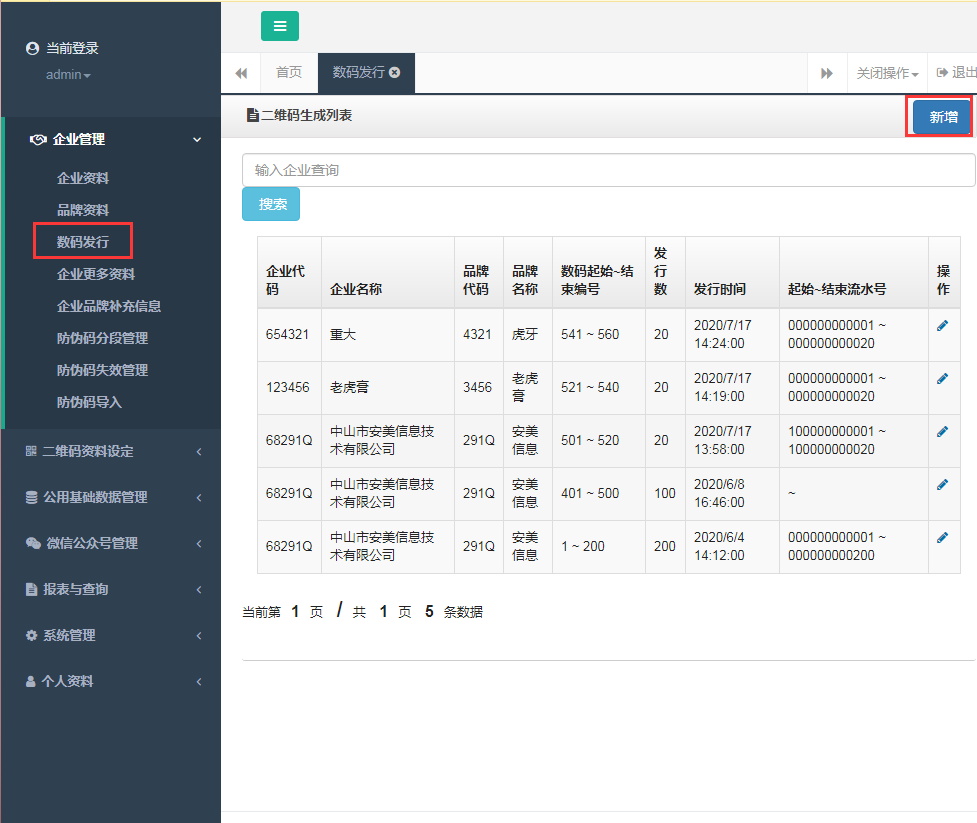 当前登录
admin
企业管理
企业资料
品牌资料
数码发行
企业更多资料
企业品牌补充信息
防伪码分段管理
防伪码失效管理
防伪码导入
二维码资料设定
公用基础数据管理
微信公众号管理
报表与查询
系统管理
个人资料
首页
数码发行
关闭操作
退出
二维码生成列表
新增
输入企业查询
搜索
企业代
码
企业名称
品牌
代码
品牌
名称
数码起始~结
束编号
发
行
数
发行时间
起始~结束流水号
操
作
654321
重大
4321
虎牙
541 ~ 560
20
2020/7/17
14:24:00
000000000001 ~
000000000020
123456
老虎膏
3456
老虎
膏
521 ~ 540
20
2020/7/17
14:19:00
000000000001 ~
000000000020
68291Q
中山市安美信息技
术有限公司
291Q
安美
信息
501 ~ 520
20
2020/7/17
13:58:00
100000000001 ~
100000000020
68291Q
中山市安美信息技
术有限公司
291Q
安美
信息
401 ~ 500
100
2020/6/8
16:46:00
~
68291Q
中山市安美信息技
术有限公司
291Q
安美
信息
1 ~ 200
200
2020/6/4
14:12:00
000000000001 ~
000000000200
当前第 1 页 / 共 1 页 5 条数据